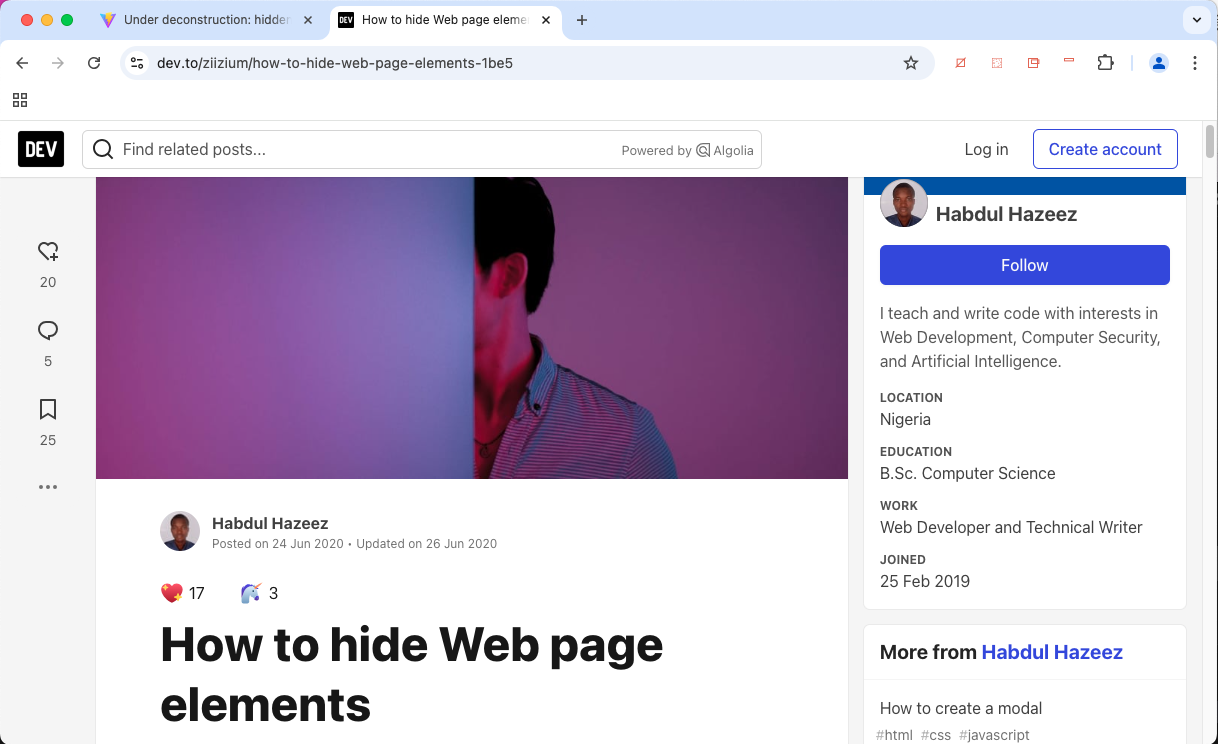 Under deconstruction: hidden
How to hide Web page eleme
dev.to/ziizium/how-to-hide-web-page-elements-1be5
DEV
Find related posts...
Powered by Algolia
Log in
Create account
20
5
25
Habdul Hazeez
Posted on 24 Jun 2020 • Updated on 26 Jun 2020
17
3
How to hide Web page
elements
Habdul Hazeez
Follow
I teach and write code with interests in
Web Development, Computer Security,
and Artificial Intelligence.
LOCATION
Nigeria
EDUCATION
B.Sc. Computer Science
WORK
Web Developer and Technical Writer
JOINED
25 Feb 2019
More from Habdul Hazeez
How to create a modal
#html #css #javascript